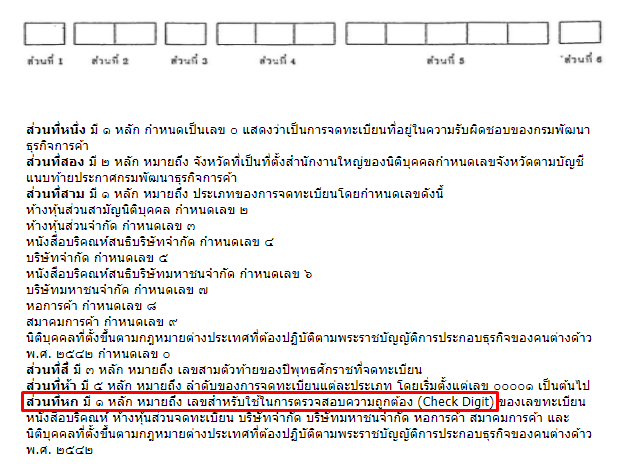 ส่วนที่ 1 ส่วนที่ 2 ส่วนที่ 3 ส่วนที่ 4 ส่วนที่ 5 ส่วนที่ 6
ส่วนที่หนึ่ง มี ๑ หลัก กำหนดเป็นเลข ๐ แสดงว่าเป็นการจดทะเบียนที่อยู่ในความรับผิดชอบของกรมพัฒนา
ธุรกิจการค้า
ส่วนที่สอง มี ๒ หลัก หมายถึง จังหวัดที่เป็นที่ตั้งสำนักงานใหญ่ของนิติบุคคลกำหนดเลขจังหวัดตามบัญชี
แนบท้ายประกาศกรมพัฒนาธุรกิจการค้า
ส่วนที่สาม มี ๑ หลัก หมายถึง ประเภทของการจดทะเบียนโดยกำหนดเลขดังนี้
ห้างหุ้นส่วนสามัญนิติบุคคล กำหนดเลข ๒
ห้างหุ้นส่วนจำกัด กำหนดเลข ๓
หนังสือบริคณห์สนธิบริษัทจำกัด กำหนดเลข ๔
บริษัทจำกัด กำหนดเลข ๕
หนังสือบริคณห์สนธิบริษัทมหาชนจำกัด กำหนดเลข ๖
บริษัทมหาชนจำกัด กำหนดเลข ๗
หอการค้า กำหนดเลข ๘
สมาคมการค้า กำหนดเลข ๙
นิติบุคคลที่ตั้งขึ้นตามกฎหมายต่างประเทศที่ต้องปฏิบัติตามพระราชบัญญัติการประกอบธุรกิจของคนต่างด้าว
พ.ศ. ๒๕๔๒ กำหนดเลข ๐
ส่วนที่สี่ มี ๓ หลัก หมายถึง เลขสามตัวท้ายของปีพุทธศักราชที่จดทะเบียน
ส่วนที่ห้า มี ๕ หลัก หมายถึง ลำดับของการจดทะเบียนแต่ละประเภท โดยเริ่มตั้งแต่เลข ๐๐๐๐๑ เป็นต้นไป
ส่วนที่หก มี ๑ หลัก หมายถึง เลขสำหรับใช้ในการตรวจสอบความถูกต้อง (Check Digit) ของเลขทะเบียน
หนังสือบริคณห์ ห้างหุ้นส่วนจดทะเบียน บริษัทจำกัด บริษัทมหาชนจำกัด หอการค้า สมาคมการค้า และ
นิติบุคคลที่ตั้งขึ้นตามกฎหมายต่างประเทศที่ต้องปฏิบัติตามพระราชบัญญัติการประกอบธุรกิจของคนต่างด้าว
พ.ศ. ๒๕๔๒